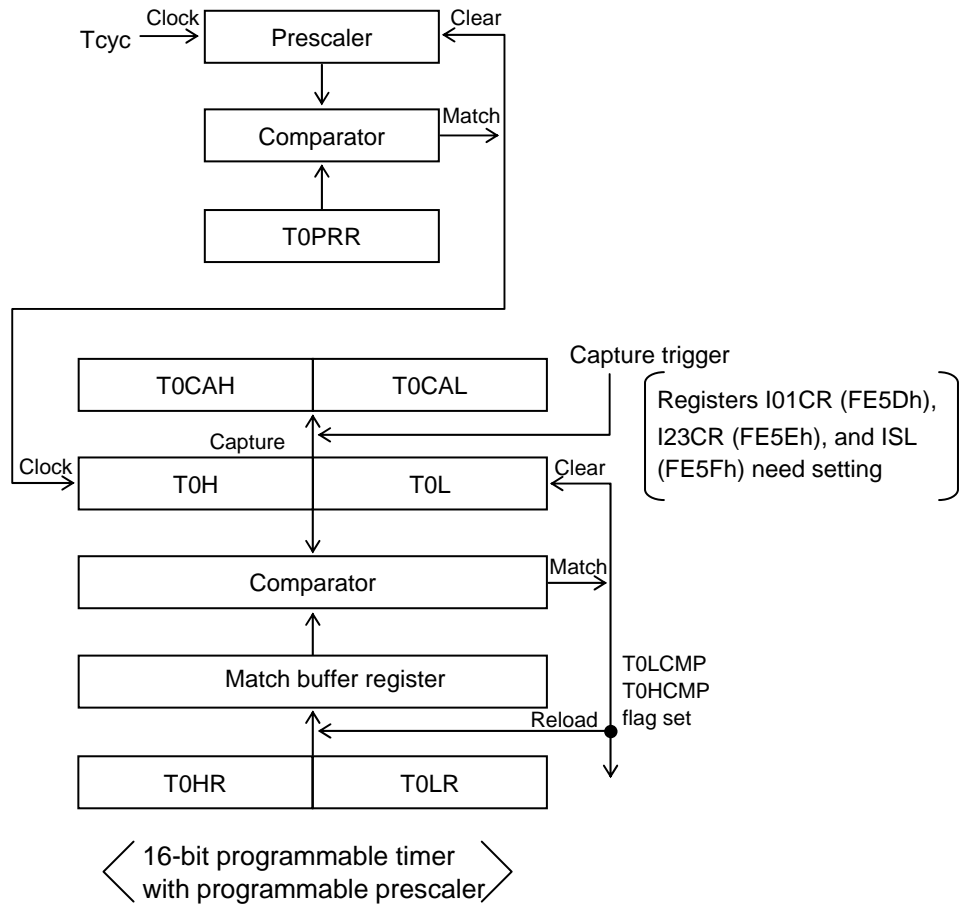 Clock
Clear
Tcyc
Prescaler
Match
Comparator
T0PRR
Capture trigger
T0CAH
T0CAL
Registers I01CR (FE5Dh),
I23CR (FE5Eh), and ISL
(FE5Fh) need setting
Capture
Clock
Clear
T0H
T0L
Match
Comparator
T0LCMP
T0HCMP
flag set
Match buffer register
Reload
T0HR
T0LR
16-bit programmable timer
with programmable prescaler